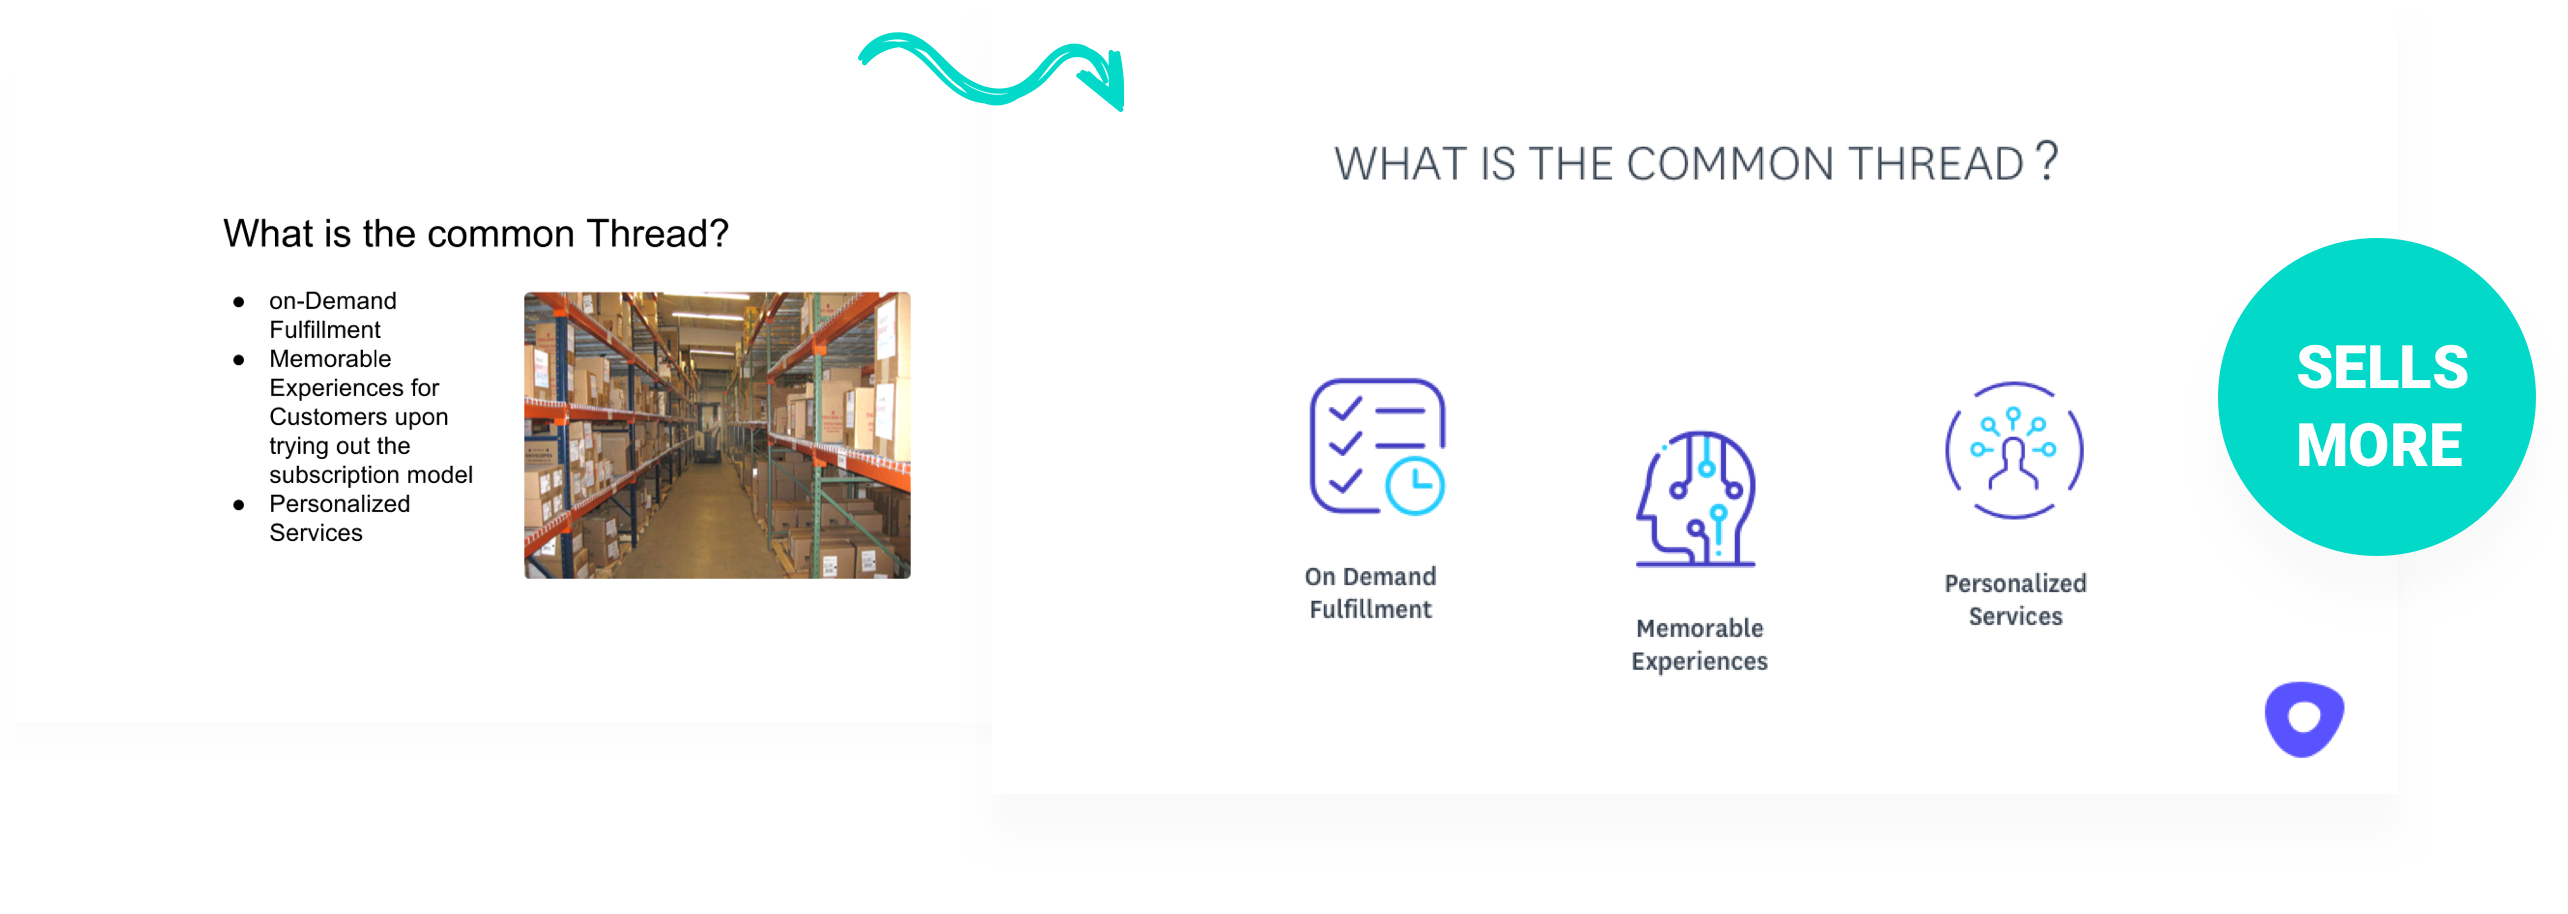 What is the common Thread?
● on-Demand
Fulfillment
● Memorable
Experiences for
Customers upon
trying out the
subscription model
● Personalized
Services
WHAT IS THE COMMON THREAD ?
On Demand
Fulfillment
Memorable
Experiences
Personalized
Services
SELLS
MORE